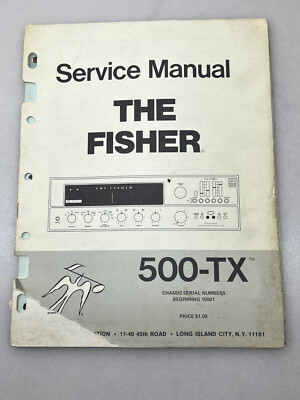 Service Manual
THE
FISHER
THE FISHER
500-TX™
CHASSIS SERIAL NUMBERS
BEGINNING 10001
PRICE $1.00
ATION • 11-40 45th ROAD • LONG ISLAND CITY, N.Y. 11101